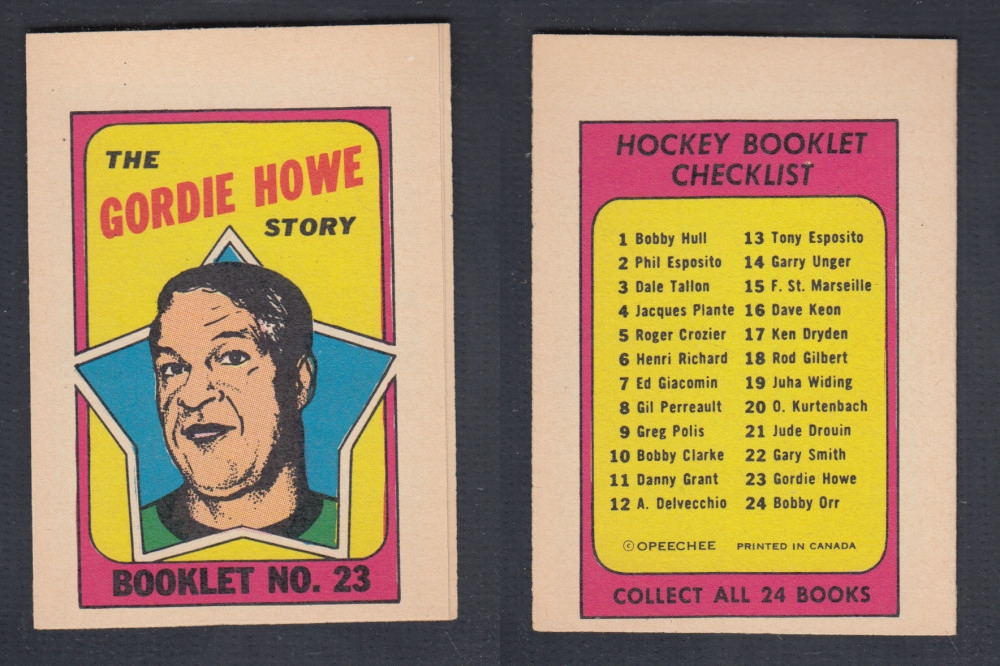 THE
GORDIE HOWE
STORY
BOOKLET NO. 23
HOCKEY BOOKLET
CHECKLIST
1 Bobby Hull
2 Phil Esposito
3 Dale Tallon
4 Jacques Plante
5 Roger Crozier
6 Henri Richard
7 Ed Giacomin
8 Gil Perreault
9 Greg Polis
10 Bobby Clarke
11 Danny Grant
12 A. Delvecchio
13 Tony Esposito
14 Garry Unger
15 F. St. Marseille
16 Dave Keon
17 Ken Dryden
18 Rod Gilbert
19 Juha Widing
20 O. Kurtenbach
21 Jude Drouin
22 Gary Smith
23 Gordie Howe
24 Bobby Orr
© OPEECHEE PRINTED IN CANADA
COLLECT ALL 24 BOOKS